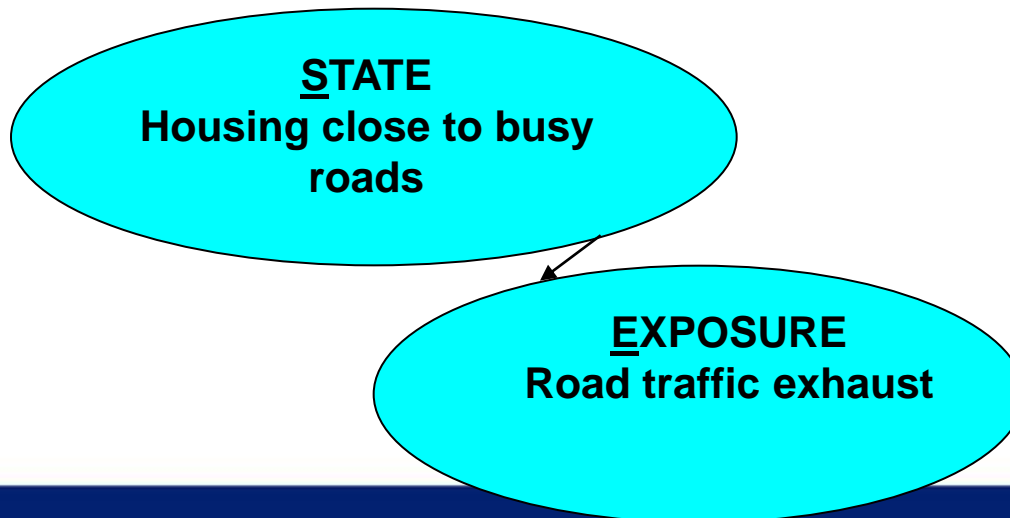 STATE
Housing close to busy
roads
EXPOSURE
Road traffic exhaust